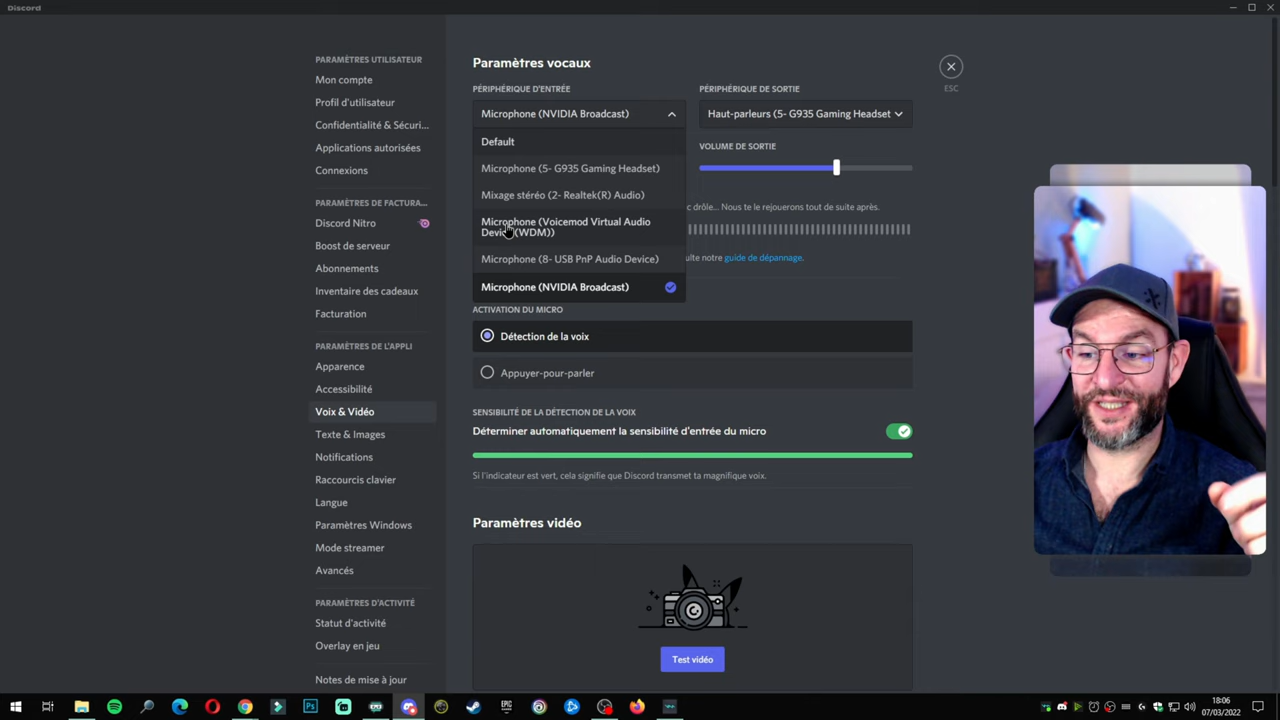 Discord
PARAMÈTRES UTILISATEUR
Mon compte
Profil d'utilisateur
Confidentialité & Sécuri...
Applications autorisées
Connexions
PARAMÈTRES DE FACTURA...
Discord Nitro
Boost de serveur
Abonnements
Inventaire des cadeaux
Facturation
PARAMÈTRES DE L'APPLI
Apparence
Accessibilité
Voix & Vidéo
Texte & Images
Notifications
Raccourcis clavier
Langue
Paramètres Windows
Mode streamer
Avancés
PARAMÈTRES D'ACTIVITÉ
Statut d'activité
Overlay en jeu
Notes de mise à jour
Paramètres vocaux
PÉRIPHÉRIQUE D'ENTRÉE
Microphone (NVIDIA Broadcast)
Default
Microphone (5- G935 Gaming Headset)
Mixage stéréo (2- Realtek(R) Audio)
Microphone (Voicemod Virtual Audio
Device (WDM))
Microphone (8- USB PnP Audio Device)
Microphone (NVIDIA Broadcast)
PÉRIPHÉRIQUE DE SORTIE
Haut-parleurs (5- G935 Gaming Headset
VOLUME DE SORTIE
c drôle... Nous te le rejouerons tout de suite après.
ulte notre guide de dépannage.
ACTIVATION DU MICRO
Détection de la voix
Appuyer-pour-parler
SENSIBILITÉ DE LA DÉTECTION DE LA VOIX
Déterminer automatiquement la sensibilité d'entrée du micro
Si l'indicateur est vert, cela signifie que Discord transmet ta magnifique voix.
Paramètres vidéo
Test vidéo
ESC
Ps
EPIC
18:06
07/03/2022